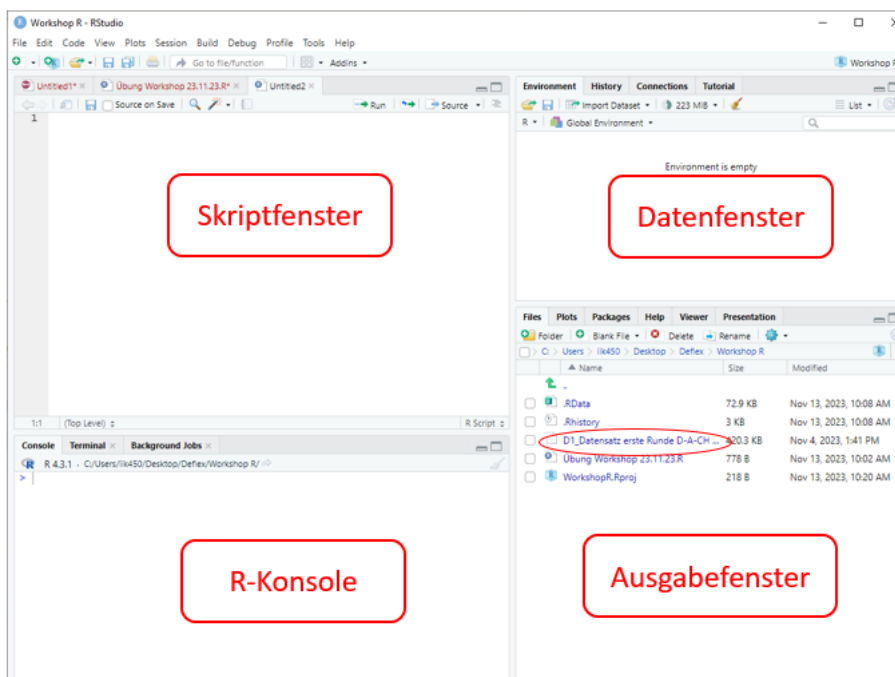 Workshop R - RStudio
File Edit Code View Plots Session Build Debug Profile Tools Help
Go to file/function Addins Workshop R
Untitled1* Übung Workshop 23.11.23.R* Untitled2
Source on Save Run Source
1
Skriptfenster
1:1 (Top Level) R Script
Console Terminal Background Jobs
R 4.3.1 · C:/Users/lik450/Desktop/Deflex/Workshop R/
>
R-Konsole
Environment History Connections Tutorial
Import Dataset 223 MiB List
R Global Environment
Environment is empty
Datenfenster
Files Plots Packages Help Viewer Presentation
Folder Blank File Delete Rename
C: > Users > lik450 > Desktop > Deflex > Workshop R
Name Size Modified
..
.RData 72.9 KB Nov 13, 2023, 10:08 AM
.Rhistory 3 KB Nov 13, 2023, 10:08 AM
D1_Datensatz erste Runde D-A-CH ... 420.3 KB Nov 4, 2023, 1:41 PM
Übung Workshop 23.11.23.R 778 B Nov 13, 2023, 10:02 AM
WorkshopR.Rproj 218 B Nov 13, 2023, 10:20 AM
Ausgabefenster